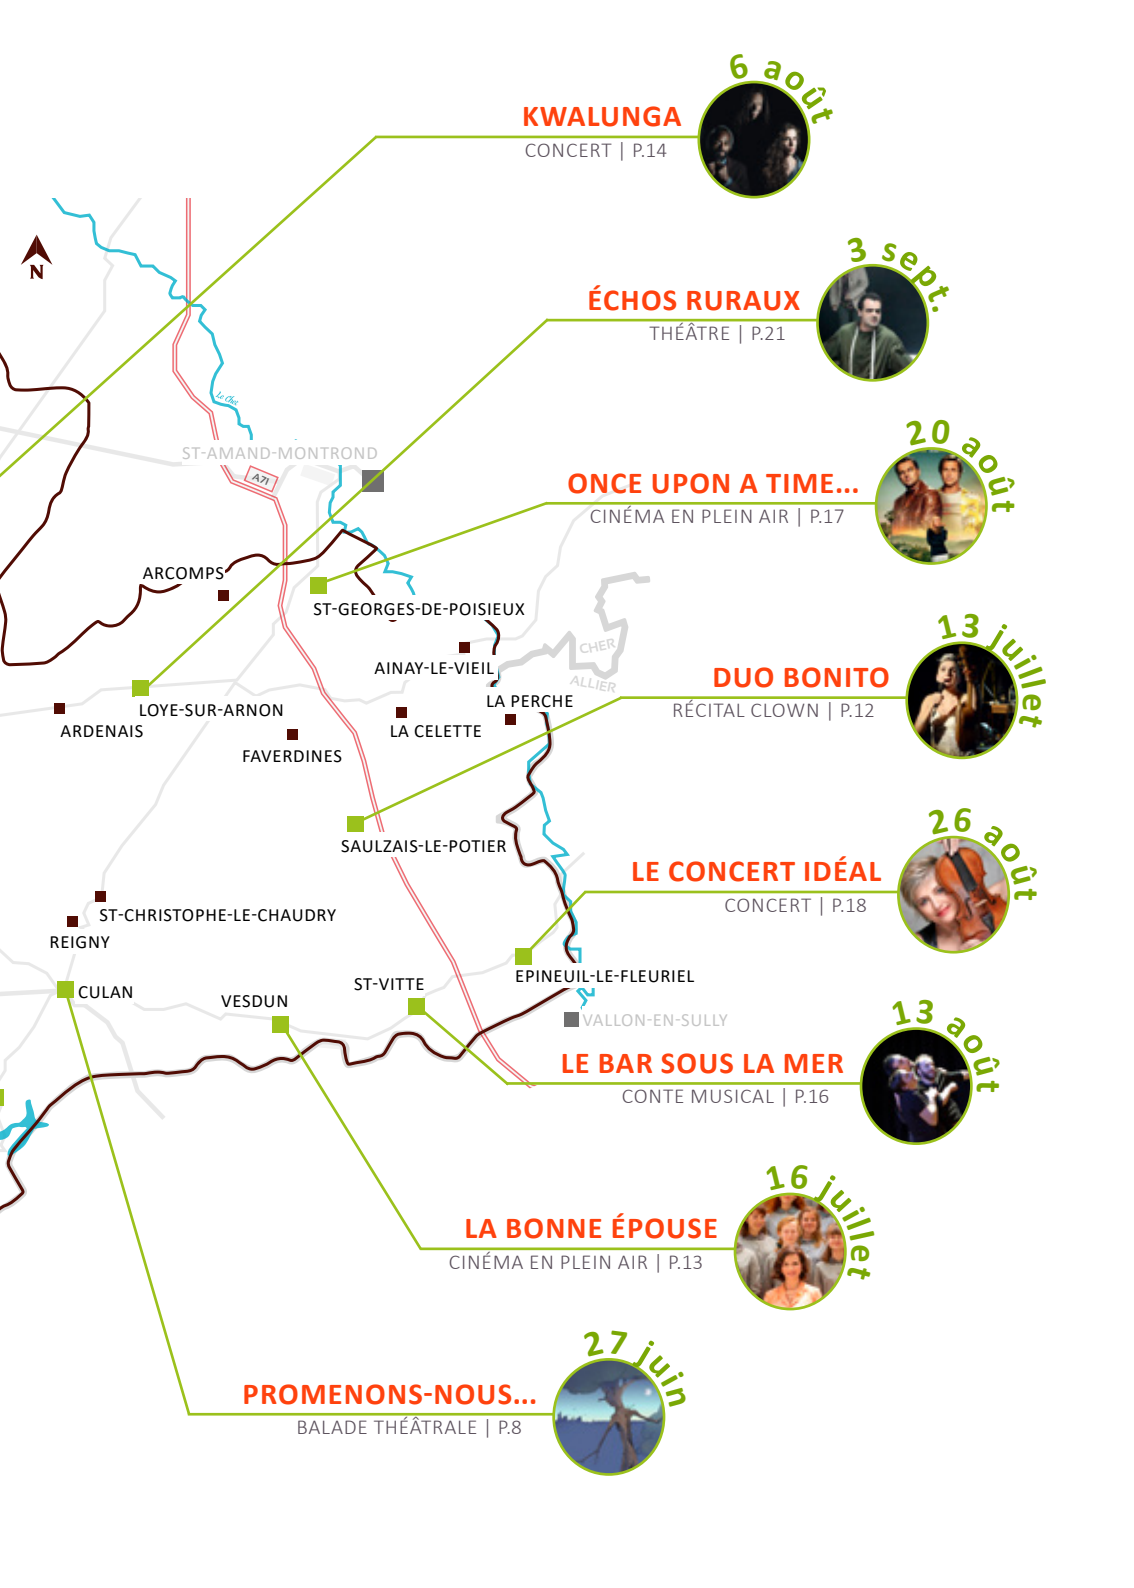 6 août
KWALUNGA
CONCERT | P.14
3 sept.
ÉCHOS RURAUX
THÉÂTRE | P.21
N
Le Cher
ST-AMAND-MONTROND
A71
20 août
ONCE UPON A TIME...
CINÉMA EN PLEIN AIR | P.17
ARCOMPS
ST-GEORGES-DE-POISIEUX
13 juillet
CHER
AINAY-LE-VIEIL
ALLIER
DUO BONITO
RÉCITAL CLOWN | P.12
LA PERCHE
LOYE-SUR-ARNON
ARDENAIS
LA CELETTE
FAVERDINES
26 août
SAULZAIS-LE-POTIER
LE CONCERT IDÉAL
CONCERT | P.18
ST-CHRISTOPHE-LE-CHAUDRY
REIGNY
EPINEUIL-LE-FLEURIEL
ST-VITTE
CULAN
VESDUN
VALLON-EN-SULLY
13 août
LE BAR SOUS LA MER
CONTE MUSICAL | P.16
16 juillet
LA BONNE ÉPOUSE
CINÉMA EN PLEIN AIR | P.13
27 juin
PROMENONS-NOUS...
BALADE THÉÂTRALE | P.8